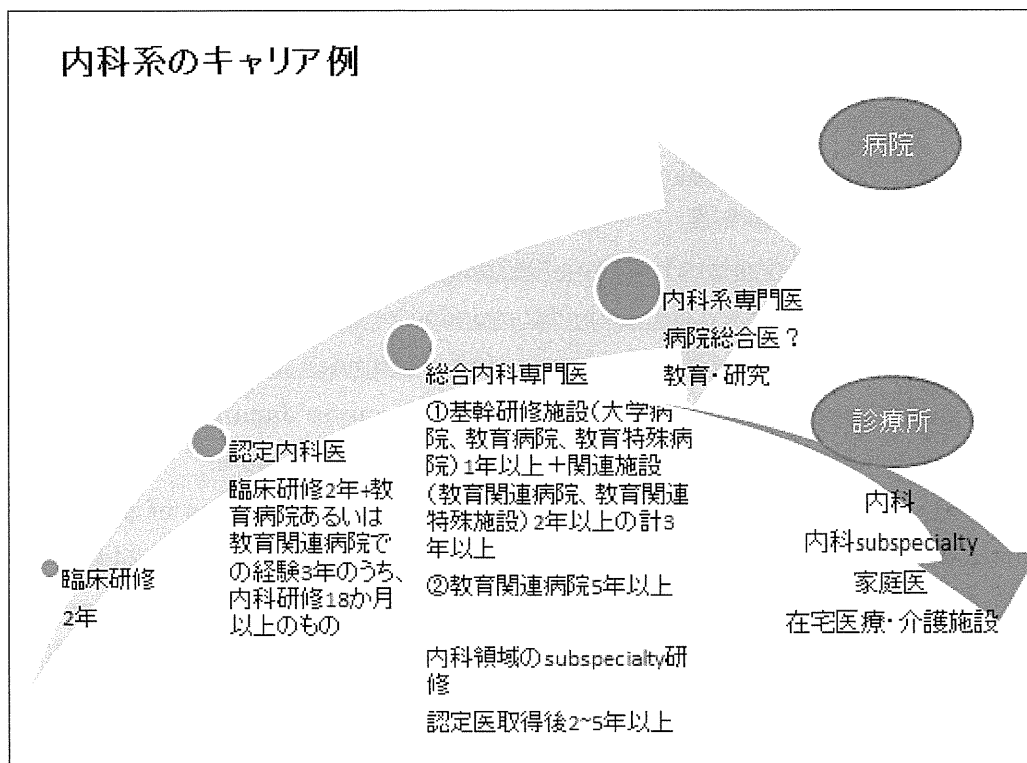 内科系のキャリア例
病院
内科系専門医
病院総合医？
教育・研究
総合内科専門医
①基幹研修施設（大学病
院、教育病院、教育特殊病
院）1年以上＋関連施設
（教育関連病院、教育関連
特殊施設）2年以上の計3
年以上
②教育関連病院5年以上
内科領域のsubspecialty研
修
認定医取得後2~5年以上
診療所
内科
内科subspecialty
家庭医
在宅医療・介護施設
認定内科医
臨床研修2年+教
育病院あるいは
教育関連病院で
の経験3年のうち、
内科研修18か月
以上のもの
臨床研修
2年